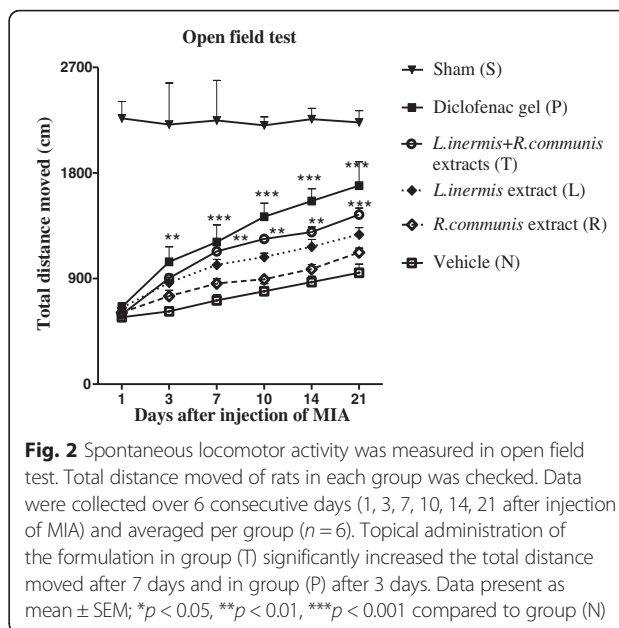 Open field test
2700
1800
900
0
Total distance moved (cm)
**
***
***
***
***
**
**
**
***
1
3
7
10
14
21
Days after injection of MIA
Sham (S)
Diclofenac gel (P)
L.inermis+R.communis
extracts (T)
L.inermis extract (L)
R.communis extract (R)
Vehicle (N)
Fig. 2 Spontaneous locomotor activity was measured in open field
test. Total distance moved of rats in each group was checked. Data
were collected over 6 consecutive days (1, 3, 7, 10, 14, 21 after injection
of MIA) and averaged per group (n = 6). Topical administration of
the formulation in group (T) significantly increased the total distance
moved after 7 days and in group (P) after 3 days. Data present as
mean ± SEM; *p < 0.05, **p < 0.01, ***p < 0.001 compared to group (N)